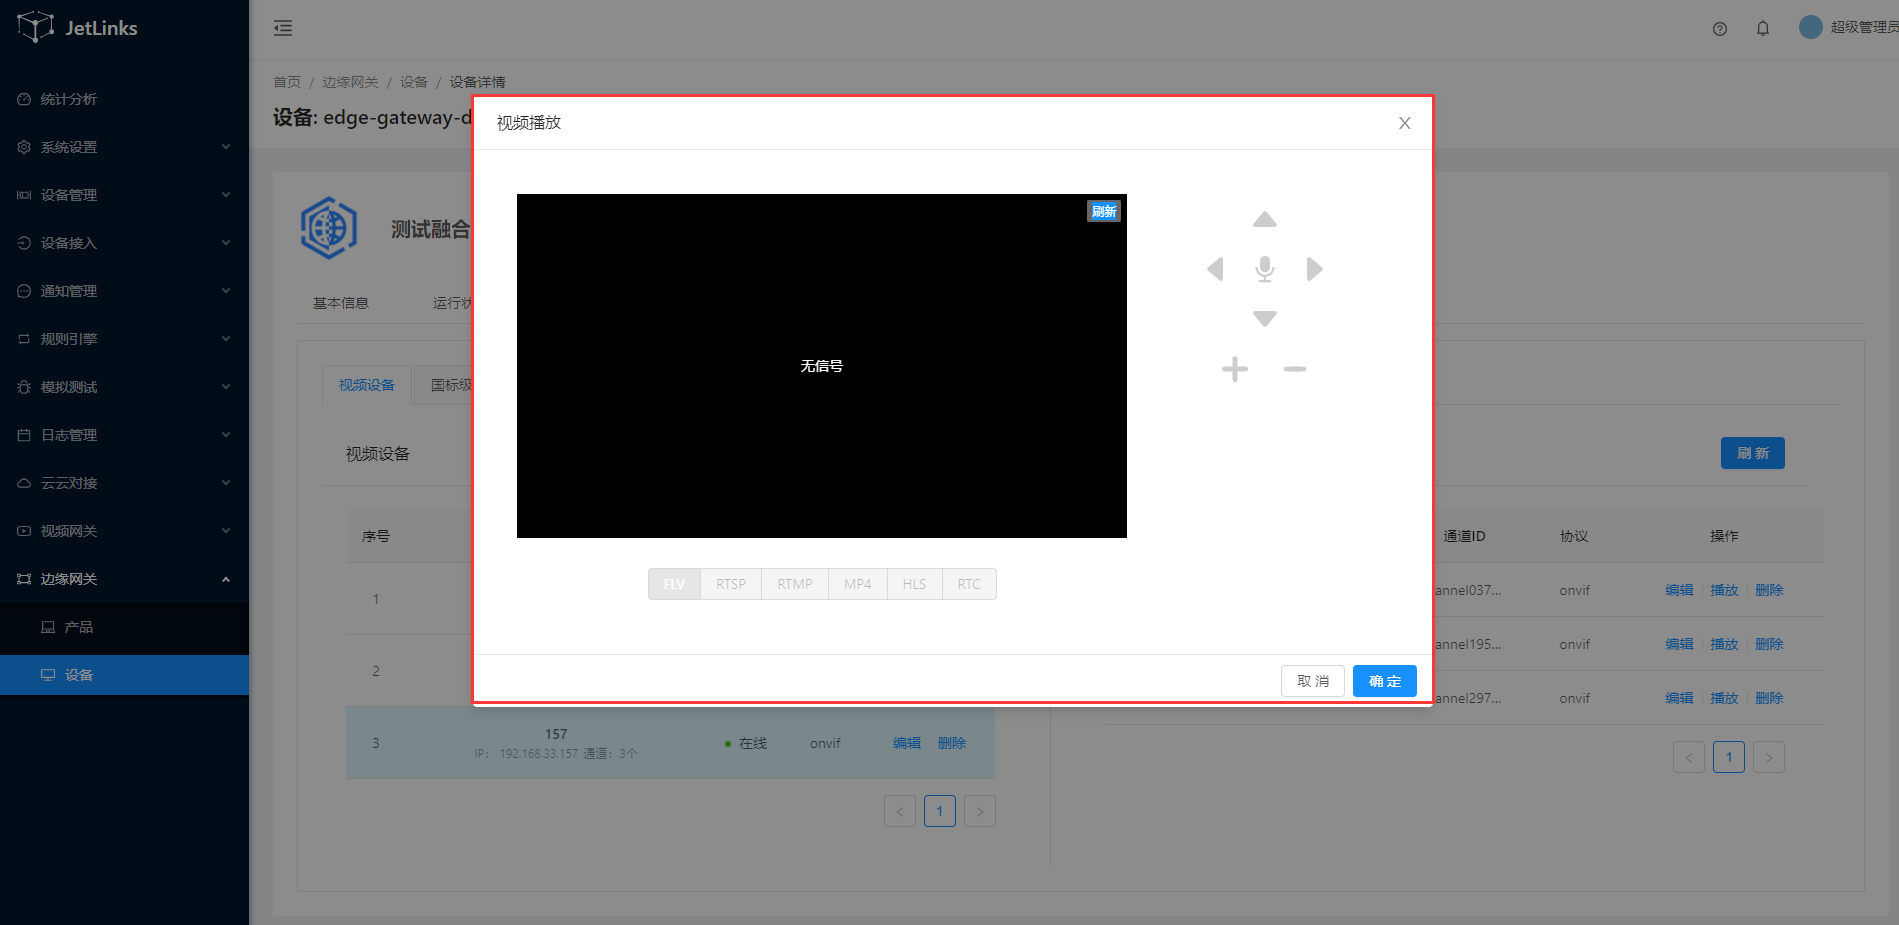 JetLinks
超级管理员
统计分析
系统设置
设备管理
设备接入
通知管理
规则引擎
模拟测试
日志管理
云云对接
视频网关
边缘网关
产品
设备
首页 / 边缘网关 / 设备 / 设备详情
设备: edge-gateway-d
测试融合
基本信息 运行状
视频设备 国标级
视频设备
刷 新
序号
1
2
3 157 在线 onvif 编辑 删除
IP： 192.168.33.157 通道：3个
< 1 >
通道ID 协议 操作
annel037... onvif 编辑 播放 删除
annel195... onvif 编辑 播放 删除
annel297... onvif 编辑 播放 删除
< 1 >
视频播放
刷新
无信号
FLV RTSP RTMP MP4 HLS RTC
取 消 确 定